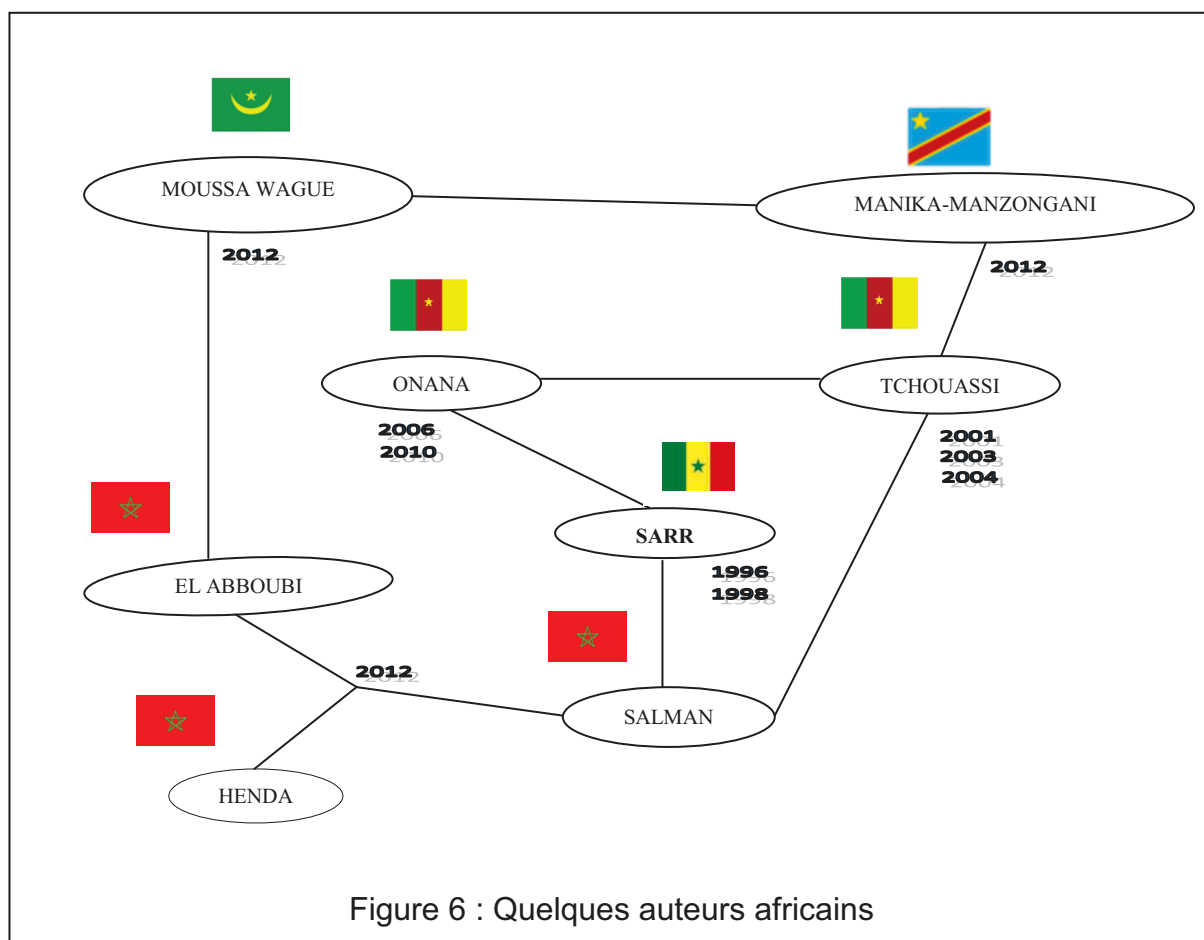 MOUSSA WAGUE
MANIKA-MANZONGANI
2012
2012
ONANA
TCHOUASSI
2006
2010
2001
2003
2004
SARR
1996
1998
EL ABBOUBI
2012
SALMAN
HENDA
Figure 6 : Quelques auteurs africains